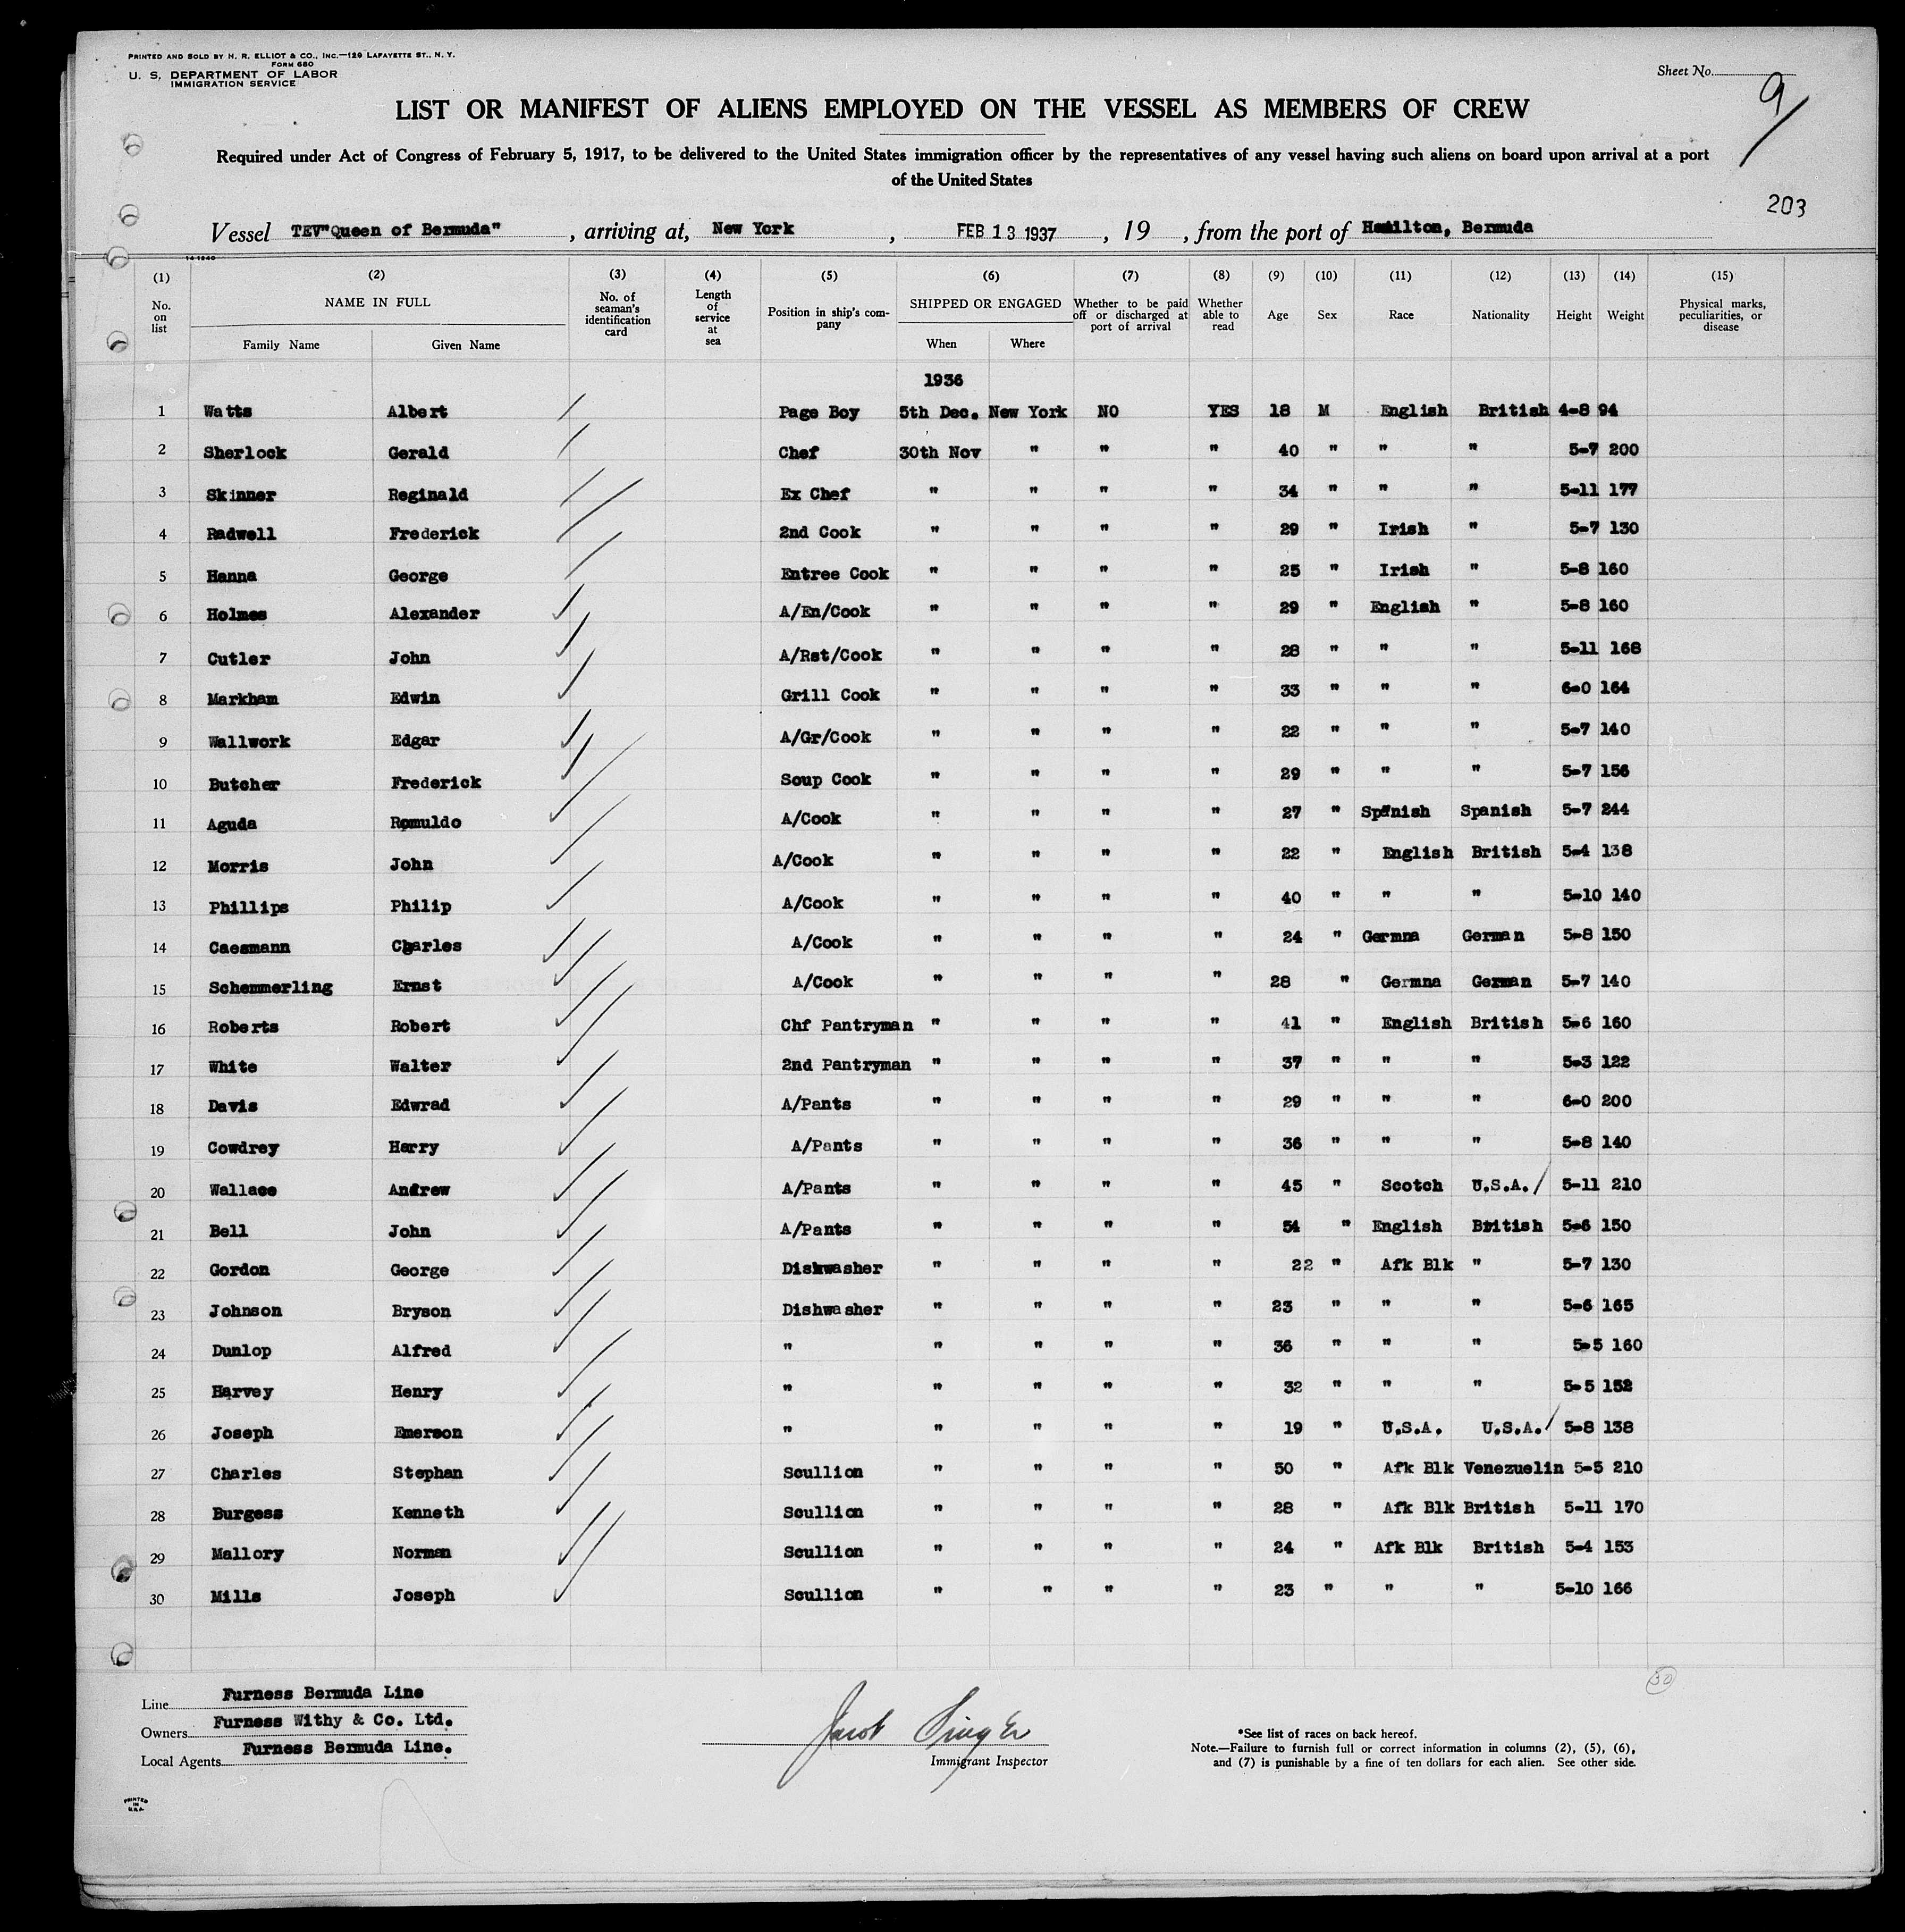 PRINTED AND SOLD BY H. R. ELLIOT & CO., INC.—129 LAFAYETTE ST., N. Y.
FORM 680
U. S. DEPARTMENT OF LABOR
IMMIGRATION SERVICE
Sheet No.
9
LIST OR MANIFEST OF ALIENS EMPLOYED ON THE VESSEL AS MEMBERS OF CREW
Required under Act of Congress of February 5, 1917, to be delivered to the United States immigration officer by the representatives of any vessel having such aliens on board upon arrival at a port
of the United States
203
Vessel TEV"Queen of Bermuda", arriving at, New York, FEB 13 1937, 19, from the port of Hamilton, Bermuda
(1) (2) (3) (4) (5) (6) (7) (8) (9) (10) (11) (12) (13) (14) (15)
No. on list NAME IN FULL Family Name Given Name No. of seaman's identification card Length of service at sea Position in ship's company SHIPPED OR ENGAGED When Where Whether to be paid off or discharged at port of arrival Whether able to read Age Sex Race Nationality Height Weight Physical marks, peculiarities, or disease
1936
1 Watts Albert Page Boy 5th Dec. New York NO YES 18 M English British 4-8 94
2 Sherlock Gerald Chef 30th Nov " " " 40 " " " 5-7 200
3 Skinner Reginald Ex Chef " " " " 34 " " " 5-11 177
4 Radwell Frederick 2nd Cook " " " " 29 " Irish " 5-7 130
5 Hanna George Entree Cook " " " " 25 " Irish " 5-8 160
6 Holmes Alexander A/En/Cook " " " " 29 " English " 5-8 160
7 Cutler John A/Rst/Cook " " " " 28 " " " 5-11 168
8 Markham Edwin Grill Cook " " " " 33 " " " 6-0 164
9 Wallwork Edgar A/Gr/Cook " " " " 22 " " " 5-7 140
10 Butcher Frederick Soup Cook " " " " 29 " " " 5-7 156
11 Aguda Romuldo A/Cook " " " " 27 " Spanish Spanish 5-7 244
12 Morris John A/Cook " " " " 22 " English British 5-4 138
13 Phillips Philip A/Cook " " " " 40 " " " 5-10 140
14 Caesmann Charles A/Cook " " " " 24 " Germna German 5-8 150
15 Schemmerling Ernst A/Cook " " " " 28 " Germna German 5-7 140
16 Roberts Robert Chf Pantryman " " " " 41 " English British 5-6 160
17 White Walter 2nd Pantryman " " " " 37 " " " 5-3 122
18 Davis Edwrad A/Pants " " " " 29 " " " 6-0 200
19 Cowdrey Harry A/Pants " " " " 36 " " " 5-8 140
20 Wallace Andrew A/Pants " " " " 45 " Scotch U.S.A. 5-11 210
21 Bell John A/Pants " " " " 54 " English British 5-6 150
22 Gordon George Dishwasher " " " " 22 " Afk Blk " 5-7 130
23 Johnson Bryson Dishwasher " " " " 23 " " " 5-6 165
24 Dunlop Alfred " " " " " 36 " " " 5-5 160
25 Harvey Henry " " " " " 32 " " " 5-5 152
26 Joseph Emerson " " " " " 19 " U.S.A. U.S.A. 5-8 138
27 Charles Stephan Scullion " " " " 50 " Afk Blk Venezuelin 5-5 210
28 Burgess Kenneth Scullion " " " " 28 " Afk Blk British 5-11 170
29 Mallory Norman Scullion " " " " 24 " Afk Blk British 5-4 153
30 Mills Joseph Scullion " " " " 23 " " " 5-10 166
30
Line Furness Bermuda Line
Owners Furness Withy & Co. Ltd.
Local Agents Furness Bermuda Line.
Jacob
Immigrant Inspector
*See list of races on back hereof.
Note.—Failure to furnish full or correct information in columns (2), (5), (6),
and (7) is punishable by a fine of ten dollars for each alien. See other side.
PRINTED
IN
U.S.A.